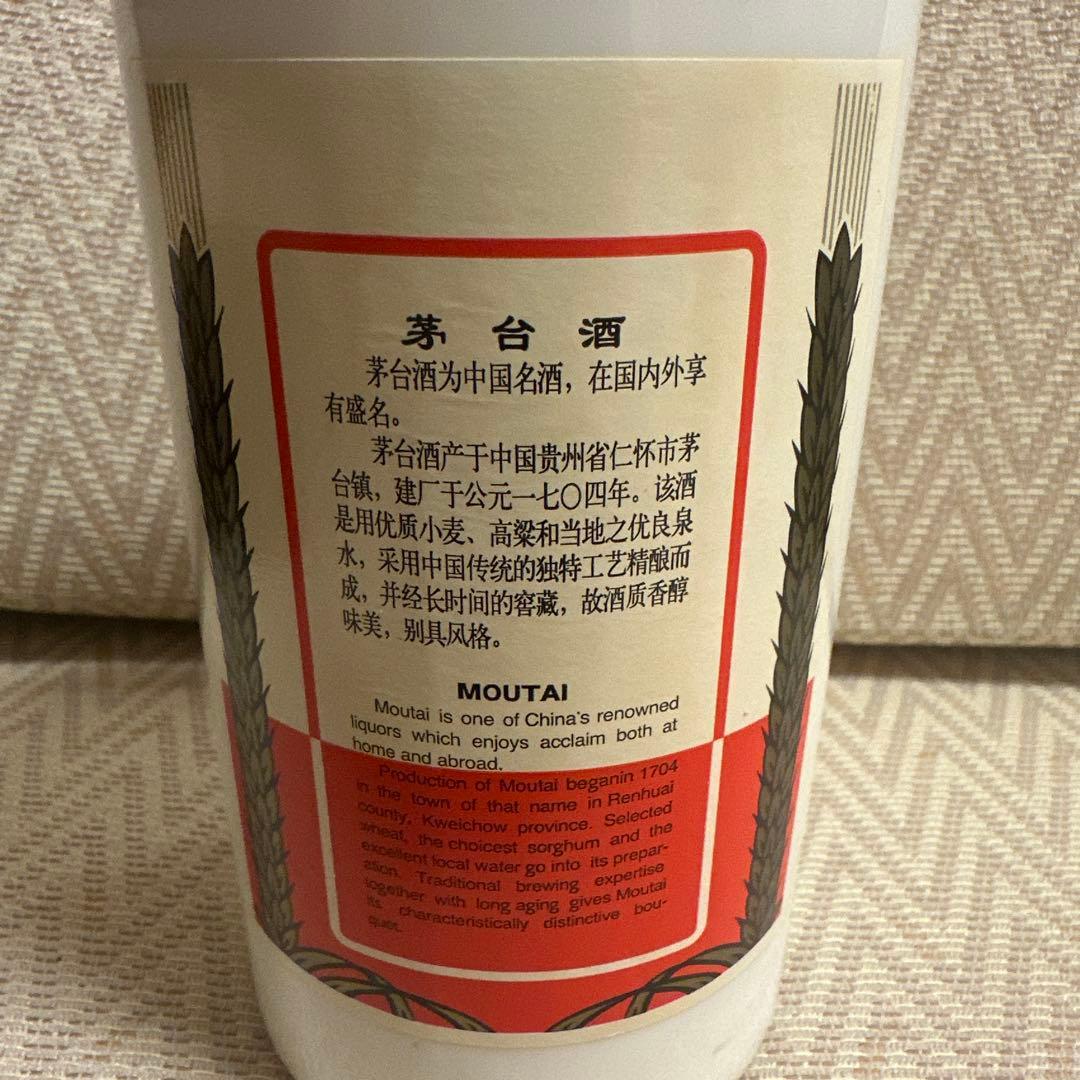 茅台酒
茅台酒为中国名酒，在国内外享
有盛名。
茅台酒产于中国贵州省仁怀市茅
台镇，建厂于公元一七〇四年。该酒
是用优质小麦、高粱和当地之优良泉
水，采用中国传统的独特工艺精酿而
成，并经长时间的窖藏，故酒质香醇
味美，别具风格。
MOUTAI
Moutai is one of China's renowned
liquors which enjoys acclaim both at
home and abroad.
Production of Moutai beganin 1704
in the town of that name in Renhuai
county, Kweichow province. Selected
wheat, the choicest sorghum and the
excellent focal water go into its prepar-
ation. Traditional brewing expertise
together with long aging gives Moutai
its characteristically distinctive bou-
quet.